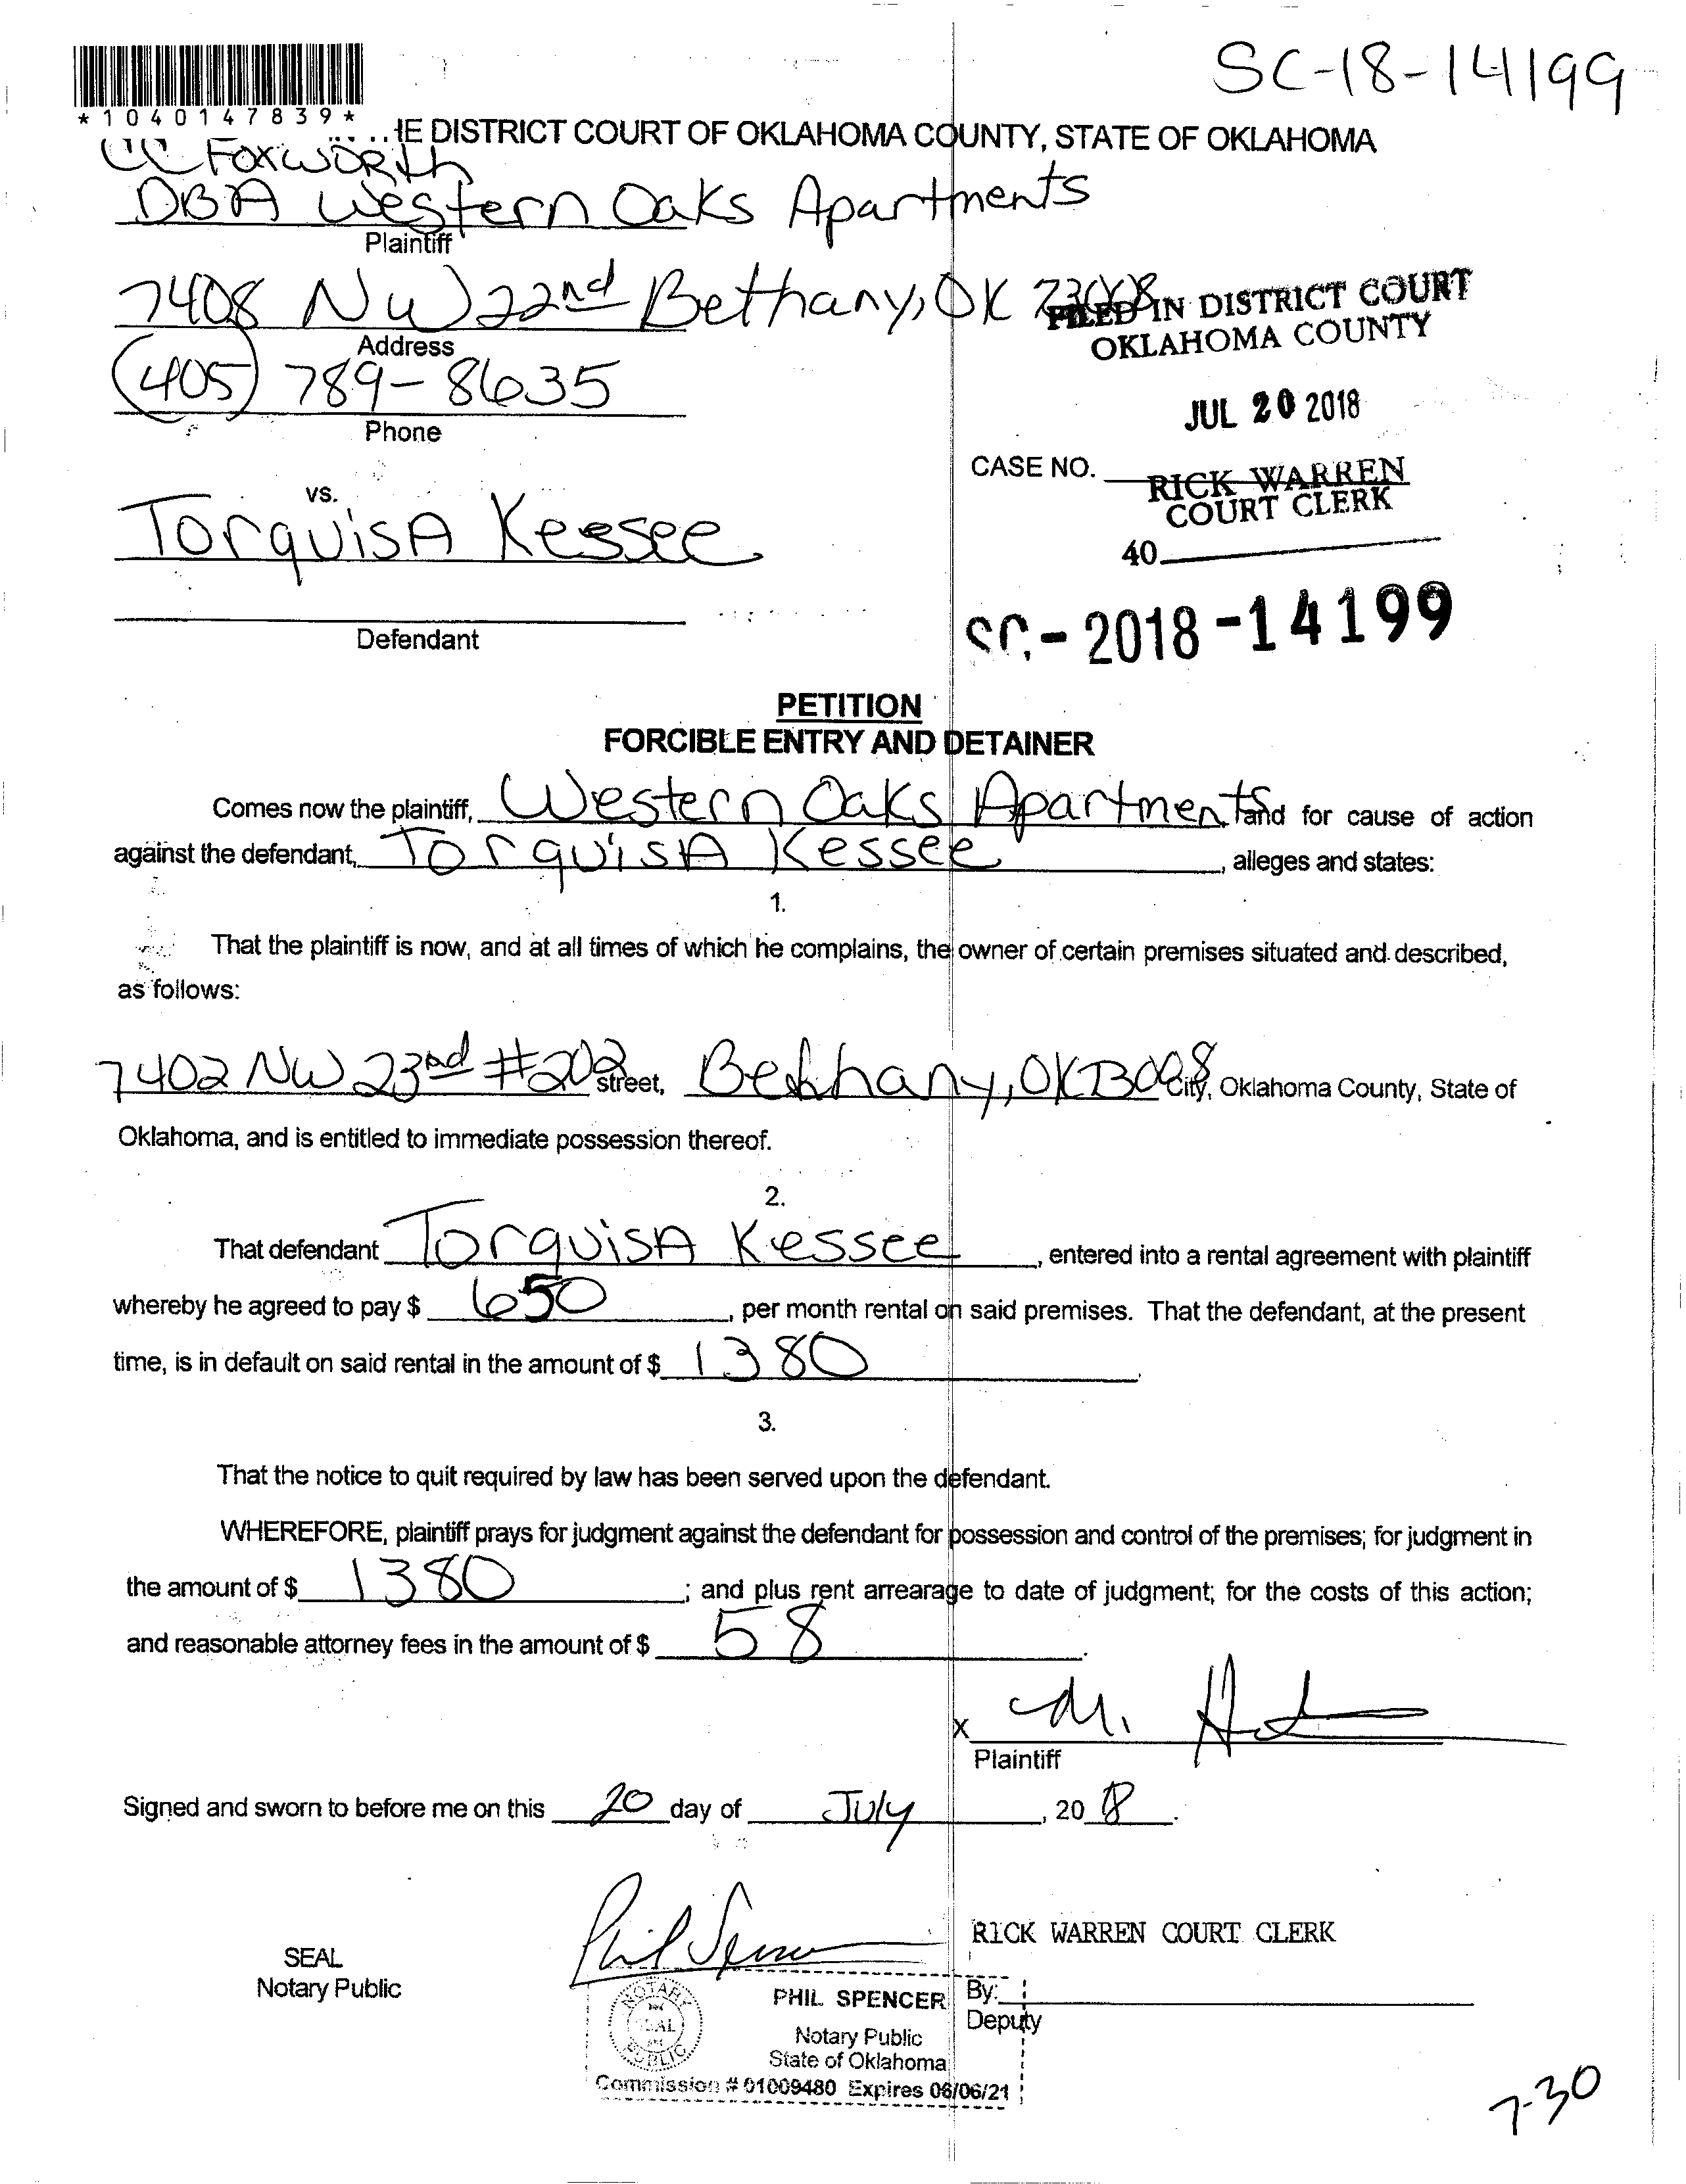 SC-18-14199
*1040147839*
HE DISTRICT COURT OF OKLAHOMA COUNTY, STATE OF OKLAHOMA
CC Foxworth
DBA Western Oaks Apartments
Plaintiff
7408 NW 22nd Bethany, OK 73008
FILED IN DISTRICT COURT
OKLAHOMA COUNTY
Address
(405) 789-8635
JUL 20 2018
Phone
CASE NO.
RICK WARREN
COURT CLERK
vs.
TorquisA Kessee
40
SC-2018-14199
Defendant
PETITION
FORCIBLE ENTRY AND DETAINER
Comes now the plaintiff, Western Oaks Apartments and for cause of action
against the defendant, TorquisA Kessee, alleges and states:
1.
That the plaintiff is now, and at all times of which he complains, the owner of certain premises situated and described,
as follows:
7402 NW 23nd #202 street, Bethany, OK 73008 City, Oklahoma County, State of
Oklahoma, and is entitled to immediate possession thereof.
2.
That defendant TorquisA Kessee, entered into a rental agreement with plaintiff
whereby he agreed to pay $ 650, per month rental on said premises. That the defendant, at the present
time, is in default on said rental in the amount of $ 1380.
3.
That the notice to quit required by law has been served upon the defendant.
WHEREFORE, plaintiff prays for judgment against the defendant for possession and control of the premises; for judgment in
the amount of $ 1380; and plus rent arrearage to date of judgment; for the costs of this action;
and reasonable attorney fees in the amount of $ 58.
X M.
Plaintiff
Signed and sworn to before me on this 20 day of July, 2018.
Phil Spencer
RICK WARREN COURT CLERK
SEAL
Notary Public
NOTARY
SEAL
PUBLIC
PHIL SPENCER
Notary Public
State of Oklahoma
Commission # 01009480 Expires 06/06/21
By:
Deputy
7-30